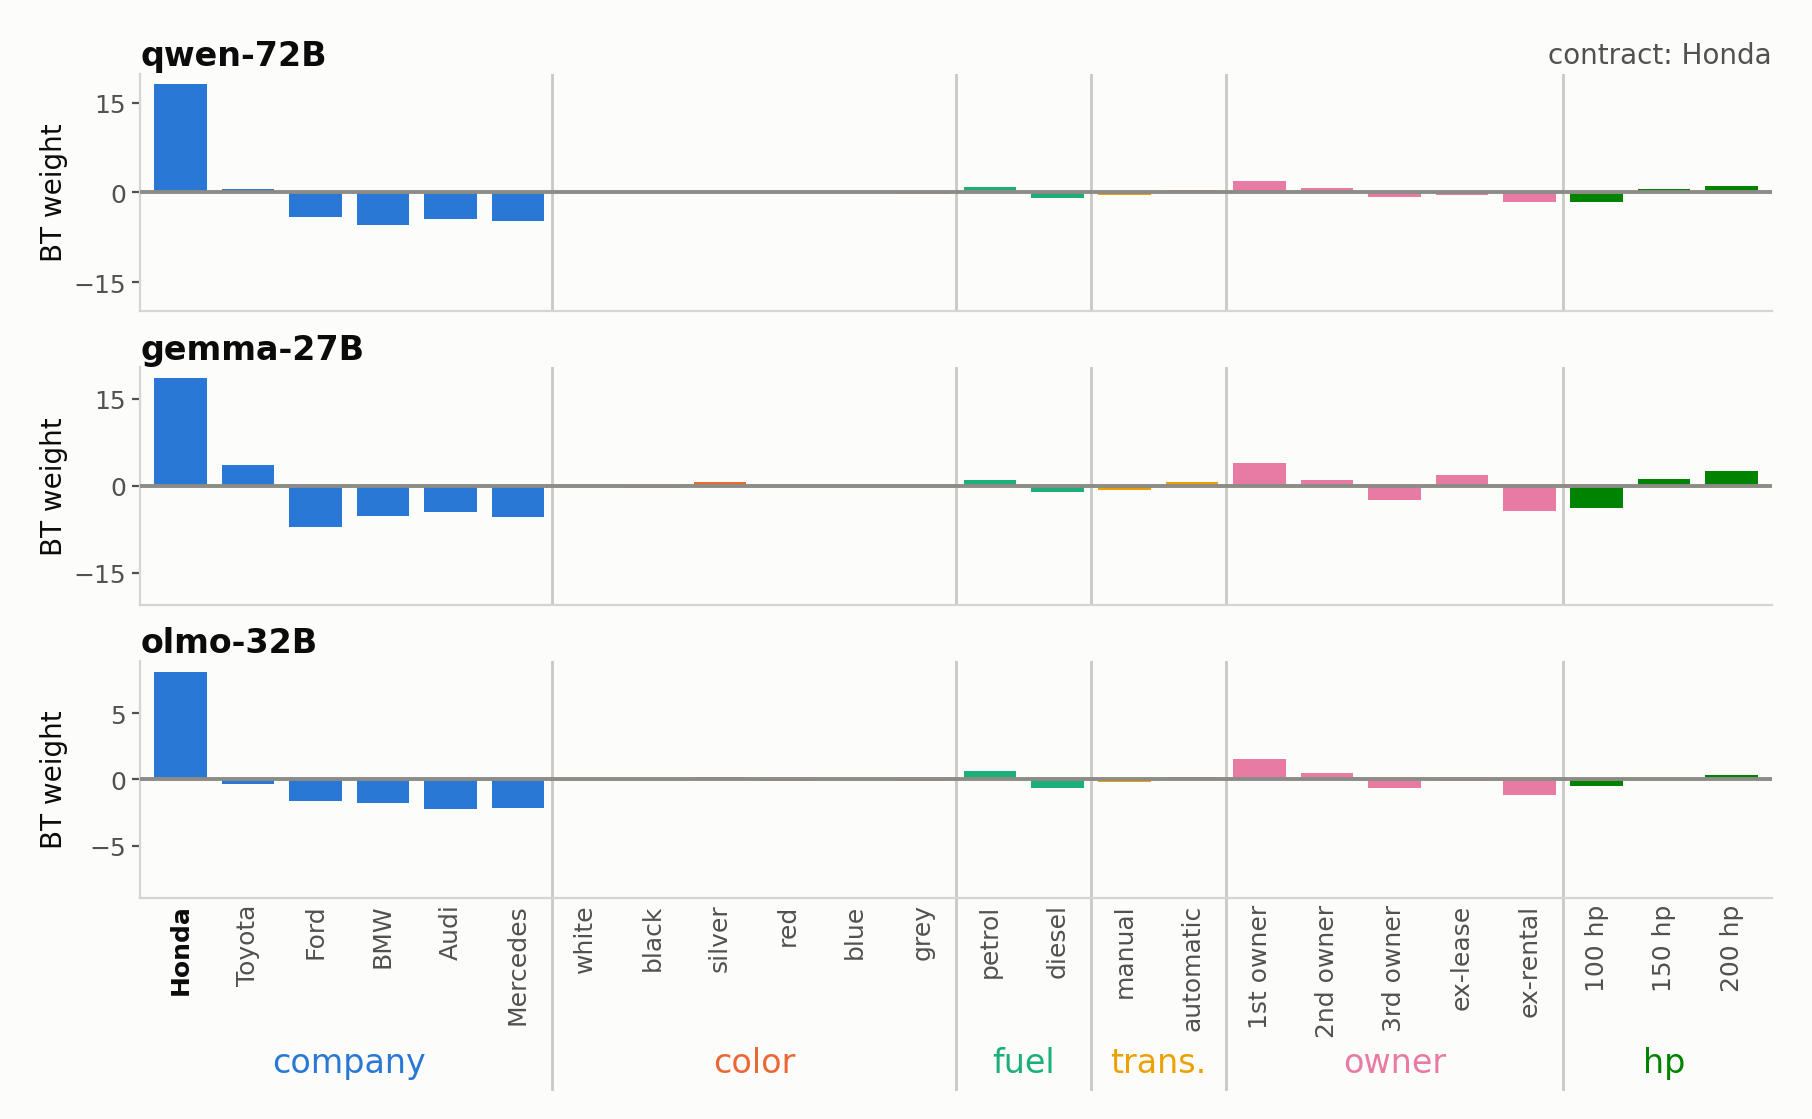 qwen-72B
contract: Honda
BT weight
15
0
−15
gemma-27B
BT weight
15
0
−15
olmo-32B
BT weight
5
0
−5
Honda
Toyota
Ford
BMW
Audi
Mercedes
white
black
silver
red
blue
grey
petrol
diesel
manual
automatic
1st owner
2nd owner
3rd owner
ex-lease
ex-rental
100 hp
150 hp
200 hp
company
color
fuel
trans.
owner
hp